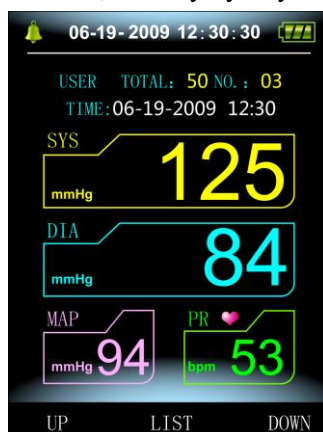 06-19-2009 12:30:30
USER TOTAL: 50 NO.: 03
TIME:06-19-2009 12:30
SYS
mmHg 125
DIA
mmHg 84
MAP PR
mmHg 94 bpm 53
UP LIST DOWN